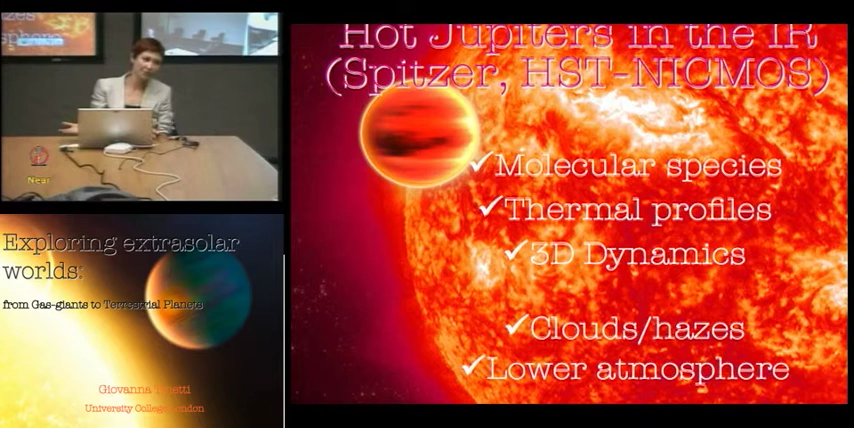 Near
Exploring extrasolar
worlds:
from Gas-giants to Terrestrial Planets
Giovanna
University College London
Hot Jupiters in the IR
(Spitzer, HST-NICMOS)
✓Molecular species
✓Thermal profiles
✓3D Dynamics
✓Clouds/hazes
✓Lower atmosphere